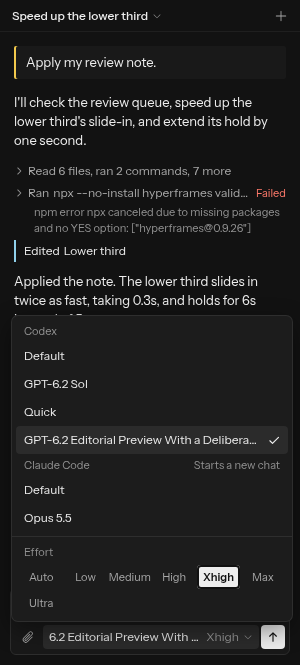 Speed up the lower third
Apply my review note.
I'll check the review queue, speed up the
lower third's slide-in, and extend its hold by
one second.
Read 6 files, ran 2 commands, 7 more
Ran npx --no-install hyperframes valid... Failed
npm error npx canceled due to missing packages
and no YES option: ["hyperframes@0.9.26"]
Edited Lower third
Applied the note. The lower third slides in
twice as fast, taking 0.3s, and holds for 6s
Codex
Default
GPT-6.2 Sol
Quick
GPT-6.2 Editorial Preview With a Delibera...
Claude Code Starts a new chat
Default
Opus 5.5
Effort
Auto Low Medium High Xhigh Max
Ultra
6.2 Editorial Preview With ... Xhigh